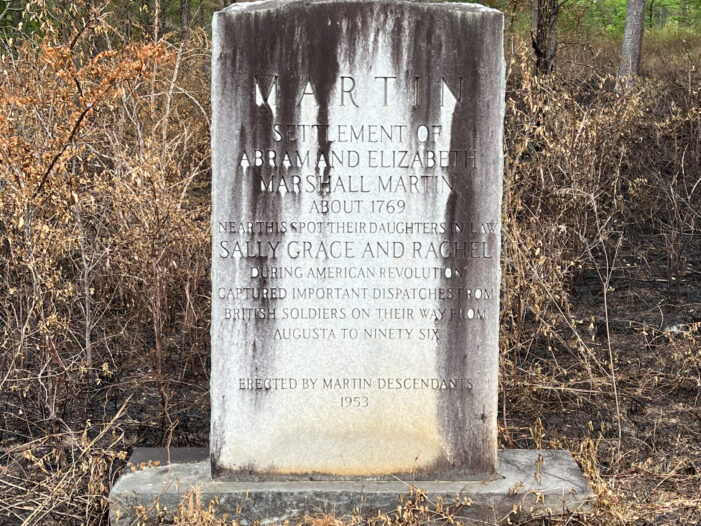 MARTIN
SETTLEMENT OF
ABRAM AND ELIZABETH
MARSHALL MARTIN
ABOUT 1769
NEAR THIS SPOT THEIR DAUGHTERS IN LAW
SALLY GRACE AND RACHEL
DURING AMERICAN REVOLUTION
CAPTURED IMPORTANT DISPATCHES FROM
BRITISH SOLDIERS ON THEIR WAY FROM
AUGUSTA TO NINETY SIX
ERECTED BY MARTIN DESCENDANTS
1953